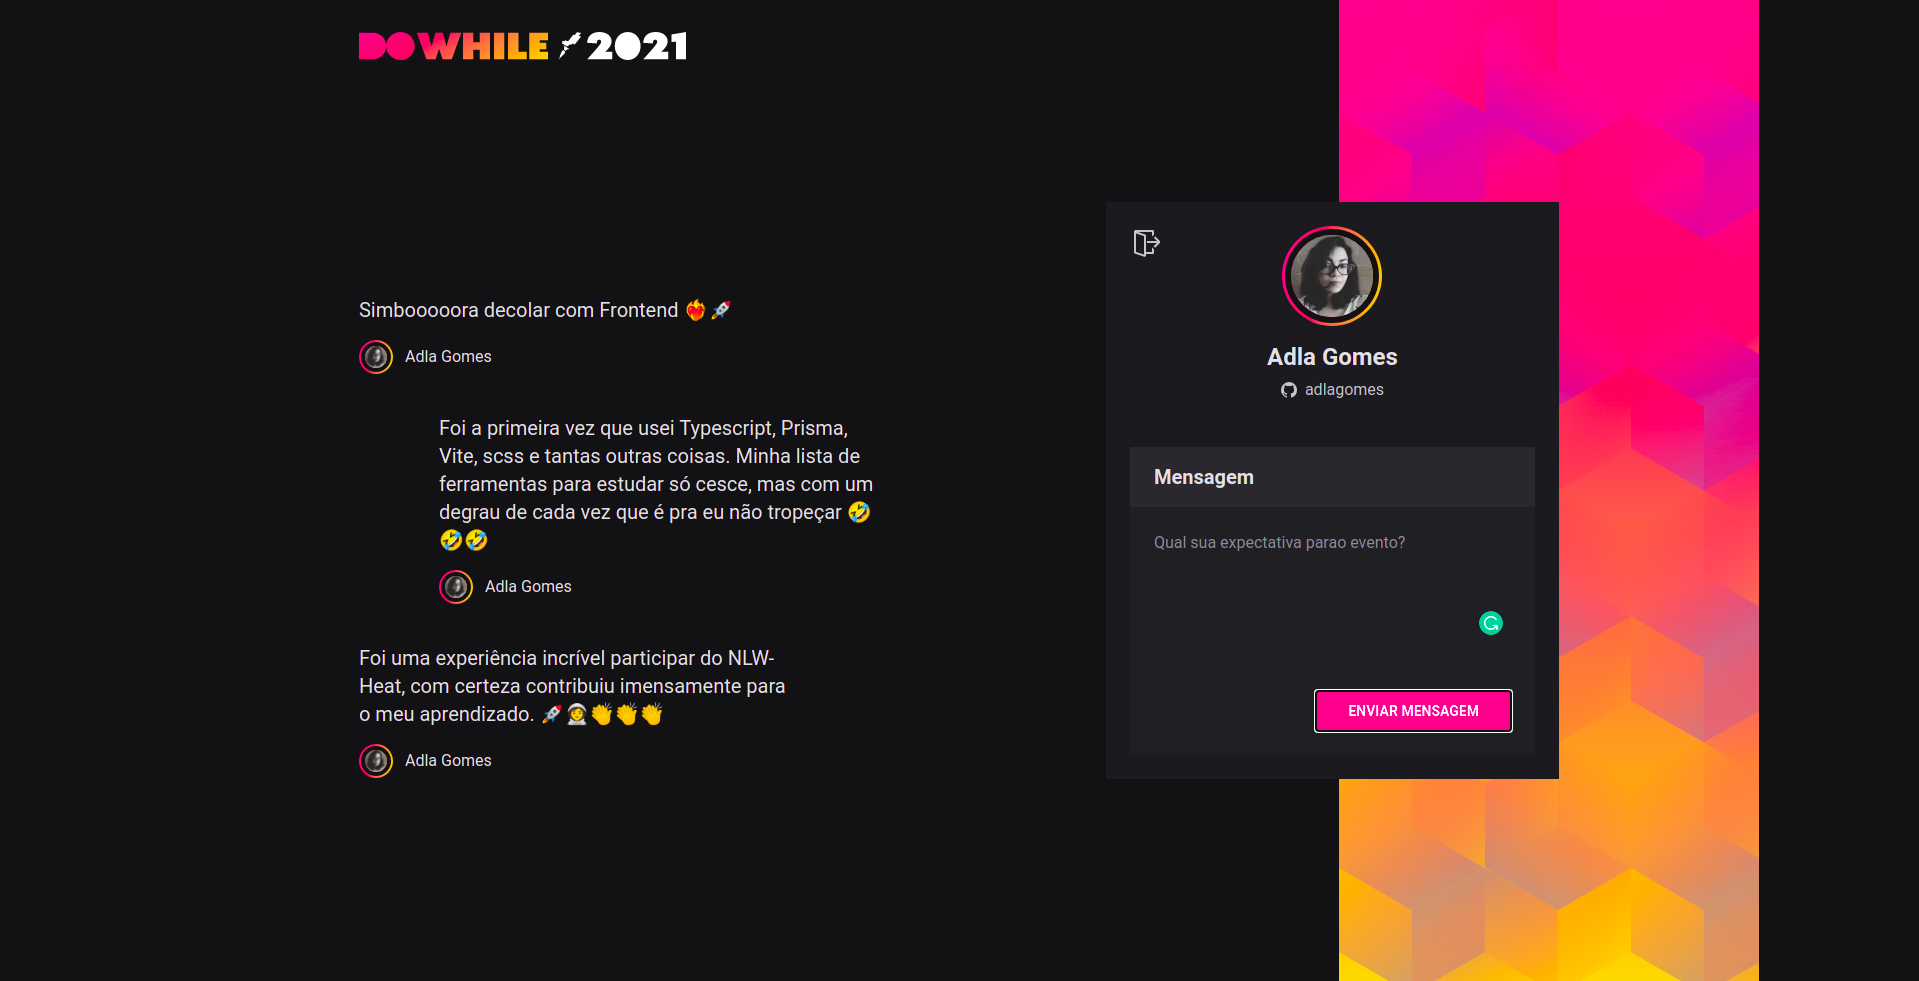 DOWHILE 2021
Simbooooora decolar com Frontend ❤️‍🔥🚀
Adla Gomes
Foi a primeira vez que usei Typescript, Prisma,
Vite, scss e tantas outras coisas. Minha lista de
ferramentas para estudar só cesce, mas com um
degrau de cada vez que é pra eu não tropeçar 🤣
🤣🤣
Adla Gomes
Foi uma experiência incrível participar do NLW-
Heat, com certeza contribuiu imensamente para
o meu aprendizado. 🚀👩‍🚀👏👏👏
Adla Gomes
Adla Gomes
adlagomes
Mensagem
Qual sua expectativa parao evento?
ENVIAR MENSAGEM